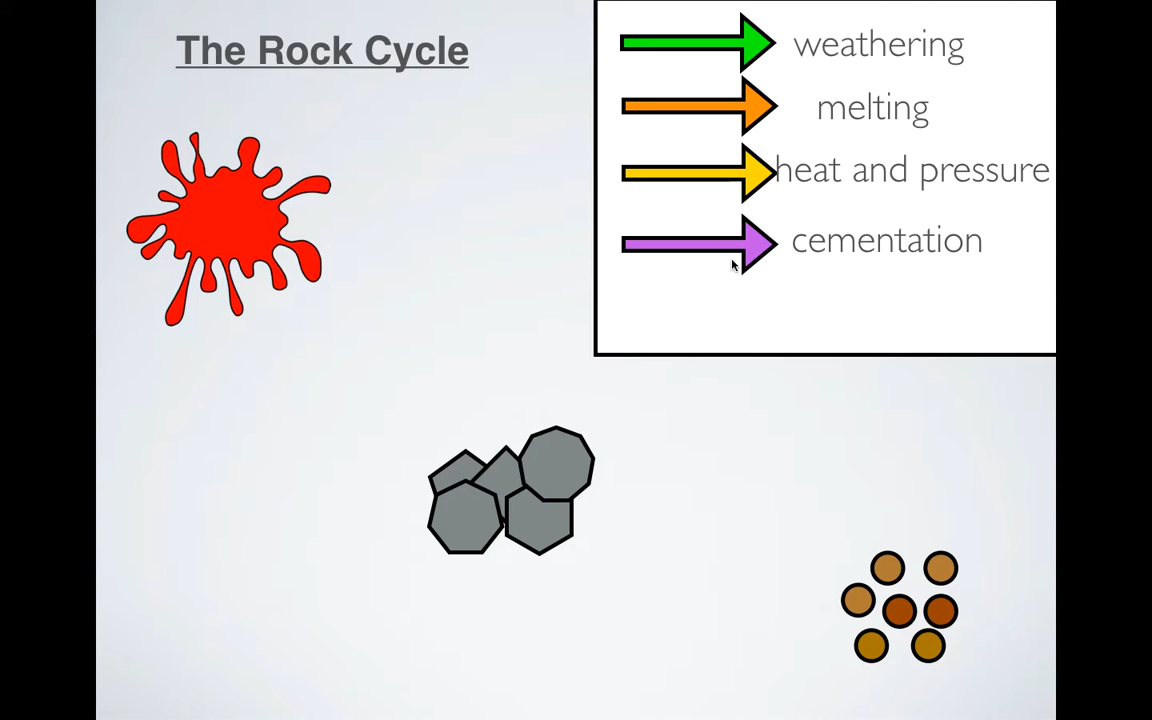 The Rock Cycle
weathering
melting
heat and pressure
cementation